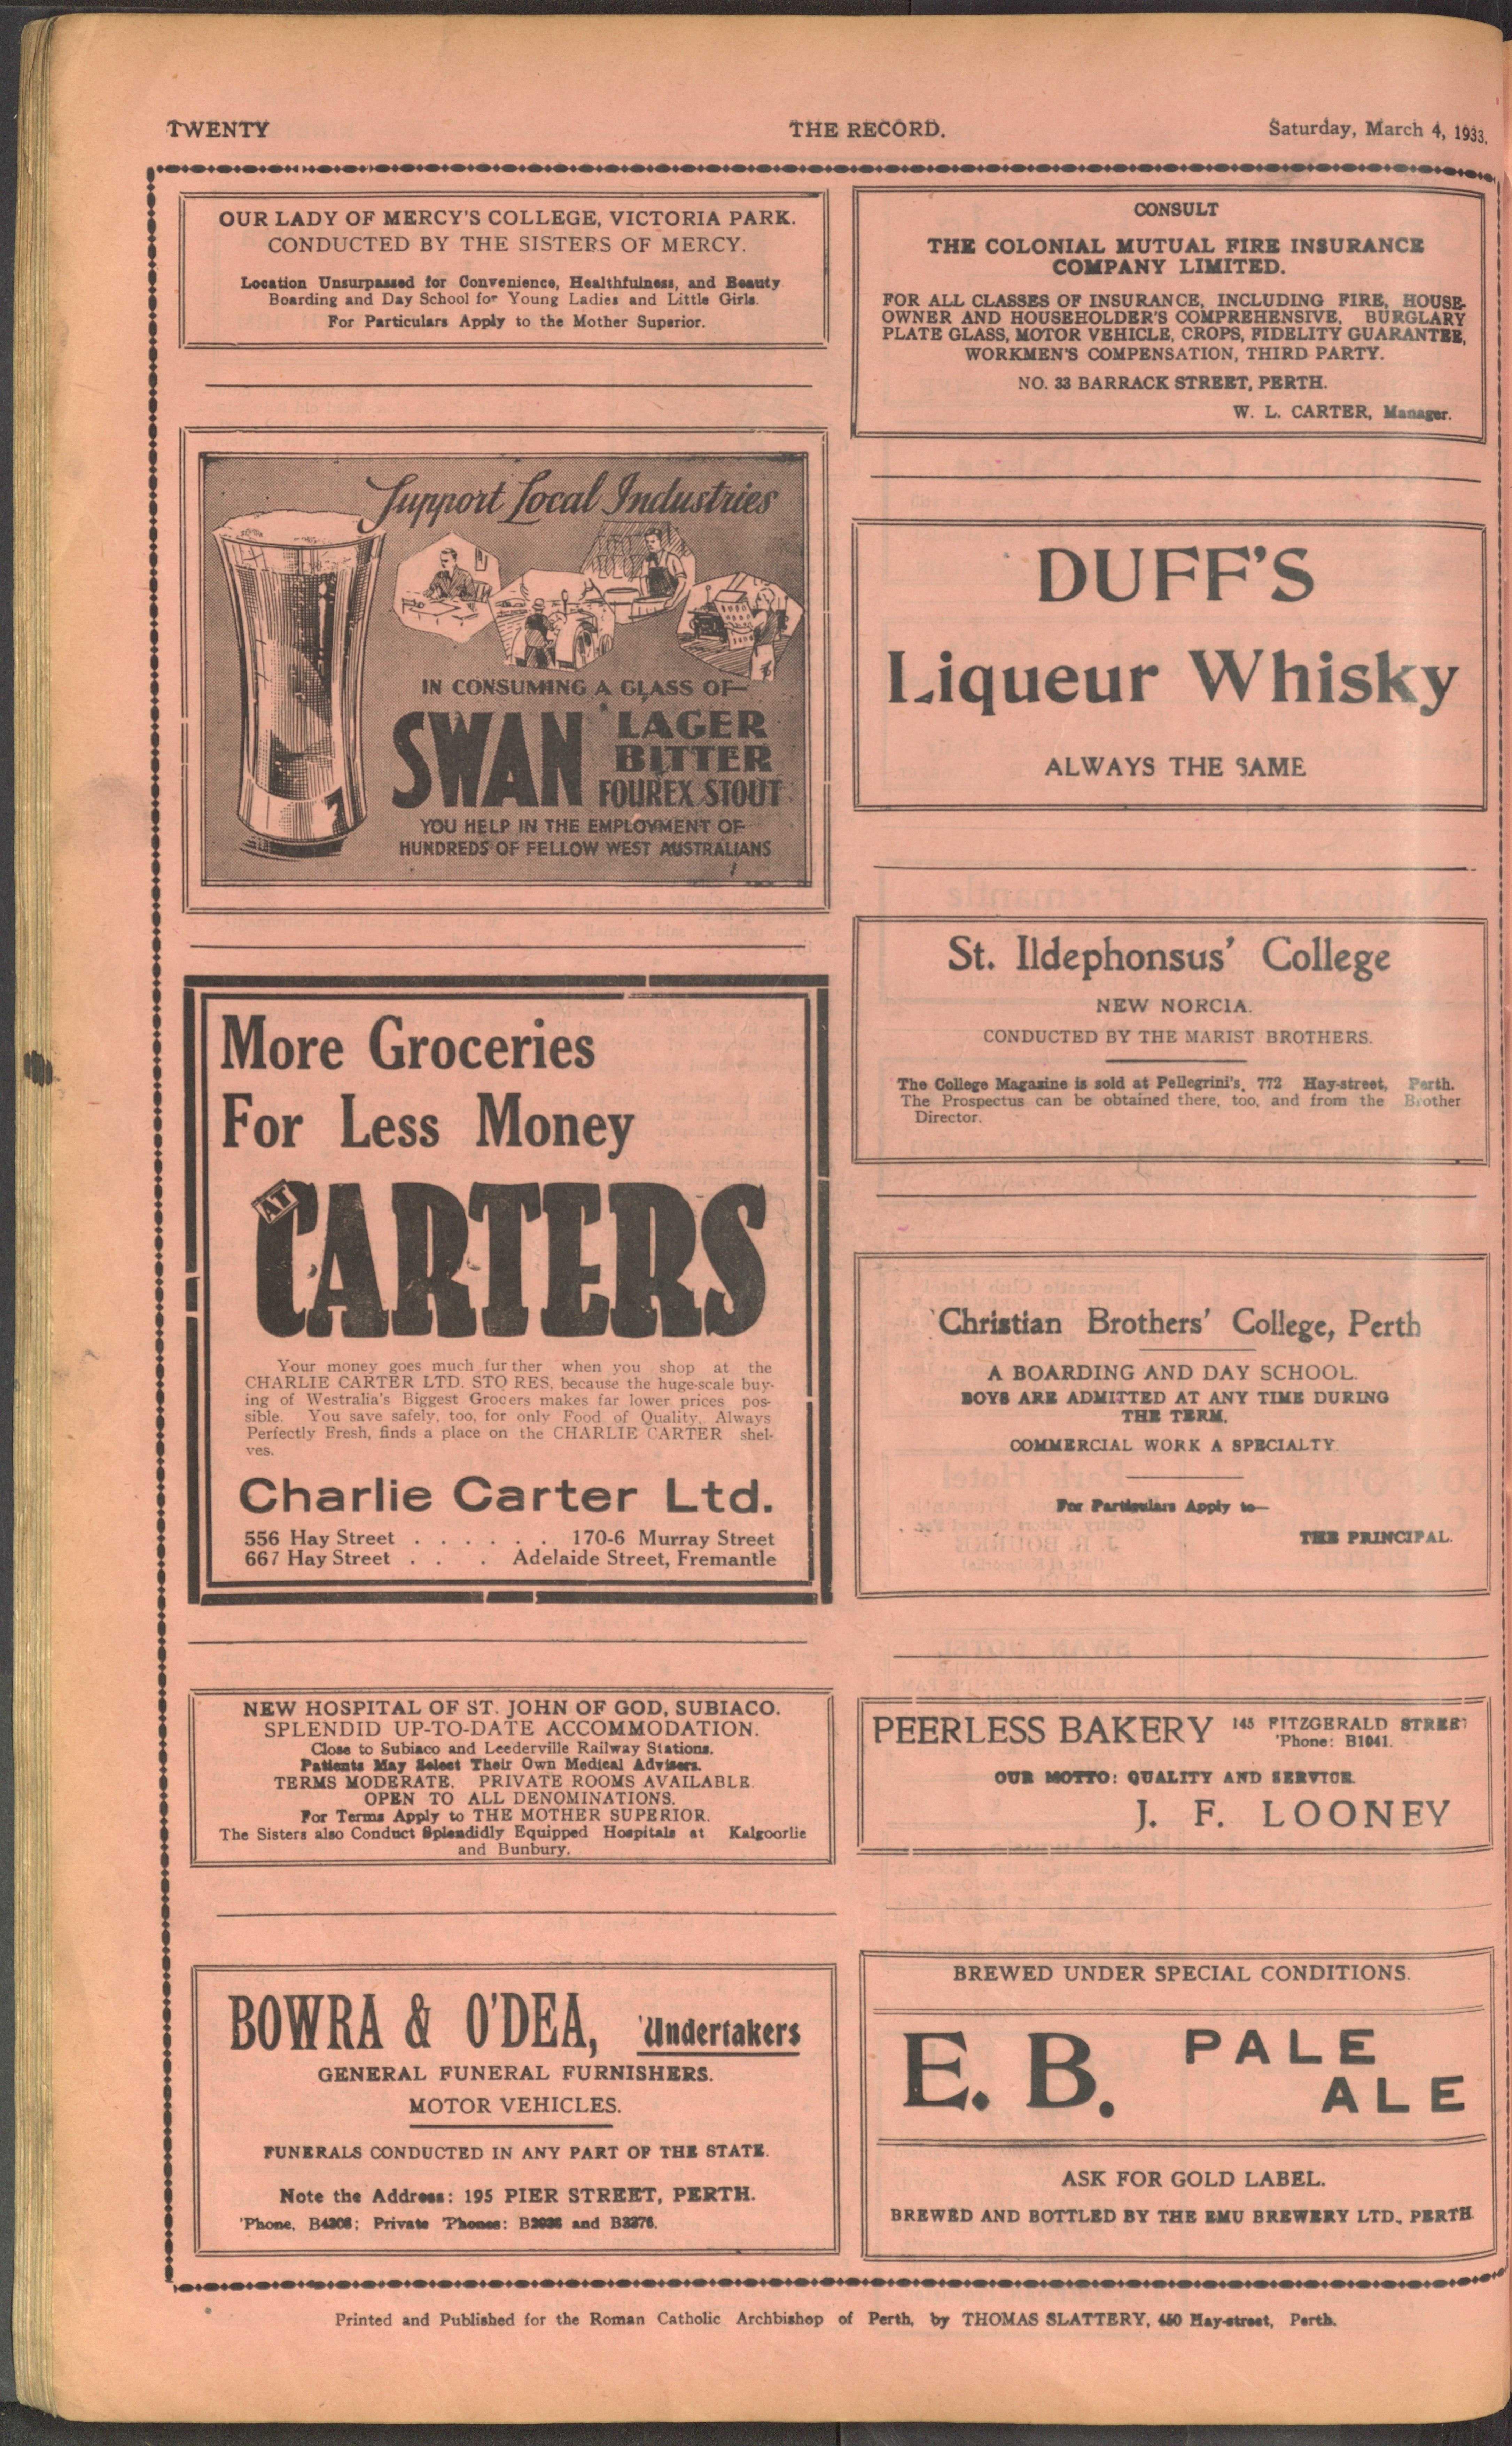 TWENTY
THE RECORD.
Saturday, March 4, 1933.
OUR LADY OF MERCY'S COLLEGE, VICTORIA PARK.
CONDUCTED BY THE SISTERS OF MERCY.
Location Unsurpassed for Convenience, Healthfulness, and Beauty
Boarding and Day School for Young Ladies and Little Girls.
For Particulars Apply to the Mother Superior.
Support Local Industries
IN CONSUMING A GLASS OF—
SWAN LAGER
BITTER
FOUREX STOUT
YOU HELP IN THE EMPLOYMENT OF
HUNDREDS OF FELLOW WEST AUSTRALIANS
More Groceries
For Less Money
AT
CARTERS
Your money goes much fur ther when you shop at the
CHARLIE CARTER LTD. STO RES, because the huge-scale buy-
ing of Westralia's Biggest Grocers makes far lower prices pos-
sible. You save safely, too, for only Food of Quality, Always
Perfectly Fresh, finds a place on the CHARLIE CARTER shel-
ves.
Charlie Carter Ltd.
556 Hay Street . . . . . . 170-6 Murray Street
667 Hay Street . . . Adelaide Street, Fremantle
NEW HOSPITAL OF ST. JOHN OF GOD, SUBIACO.
SPLENDID UP-TO-DATE ACCOMMODATION.
Close to Subiaco and Leederville Railway Stations.
Patients May Select Their Own Medical Advisers.
TERMS MODERATE. PRIVATE ROOMS AVAILABLE.
OPEN TO ALL DENOMINATIONS.
For Terms Apply to THE MOTHER SUPERIOR.
The Sisters also Conduct Splendidly Equipped Hospitals at Kalgoorlie
and Bunbury.
BOWRA & O'DEA, 'Undertakers
GENERAL FUNERAL FURNISHERS.
MOTOR VEHICLES.
FUNERALS CONDUCTED IN ANY PART OF THE STATE.
Note the Address: 195 PIER STREET, PERTH.
'Phone, B4308; Private 'Phones: and B3376.
CONSULT
THE COLONIAL MUTUAL FIRE INSURANCE
COMPANY LIMITED.
FOR ALL CLASSES OF INSURANCE, INCLUDING FIRE, HOUSE-
OWNER AND HOUSEHOLDER'S COMPREHENSIVE, BURGLARY
PLATE GLASS, MOTOR VEHICLE, CROPS, FIDELITY GUARANTEE,
WORKMEN'S COMPENSATION, THIRD PARTY.
NO. 33 BARRACK STREET, PERTH.
W. L. CARTER, Manager.
DUFF'S
Liqueur Whisky
ALWAYS THE SAME
St. Ildephonsus' College
NEW NORCIA.
CONDUCTED BY THE MARIST BROTHERS.
The College Magazine is sold at Pellegrini's, 772 Hay-street, Perth.
The Prospectus can be obtained there, too, and from the Brother
Director.
Christian Brothers' College, Perth
A BOARDING AND DAY SCHOOL.
BOYS ARE ADMITTED AT ANY TIME DURING
THE TERM.
COMMERCIAL WORK A SPECIALTY.
For Particulars Apply to—
THE PRINCIPAL.
PEERLESS BAKERY 145 FITZGERALD STREET
'Phone: B1041.
OUR MOTTO: QUALITY AND SERVICE.
J. F. LOONEY
BREWED UNDER SPECIAL CONDITIONS.
E. B. PALE
ALE
ASK FOR GOLD LABEL.
BREWED AND BOTTLED BY THE EMU BREWERY LTD., PERTH
Printed and Published for the Roman Catholic Archbishop of Perth, by THOMAS SLATTERY, 450 Hay-street, Perth.